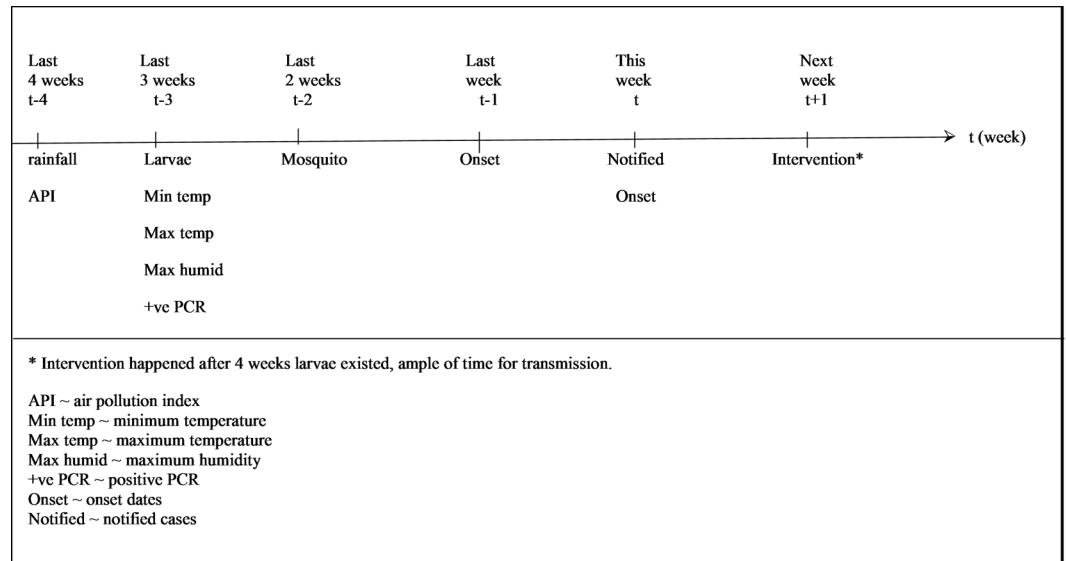 Last Last Last Last This Next
4 weeks 3 weeks 2 weeks week week week
t-4 t-3 t-2 t-1 t t+1
t (week)
rainfall Larvae Mosquito Onset Notified Intervention*
API Min temp Onset
Max temp
Max humid
+ve PCR
* Intervention happened after 4 weeks larvae existed, ample of time for transmission.
API ~ air pollution index
Min temp ~ minimum temperature
Max temp ~ maximum temperature
Max humid ~ maximum humidity
+ve PCR ~ positive PCR
Onset ~ onset dates
Notified ~ notified cases